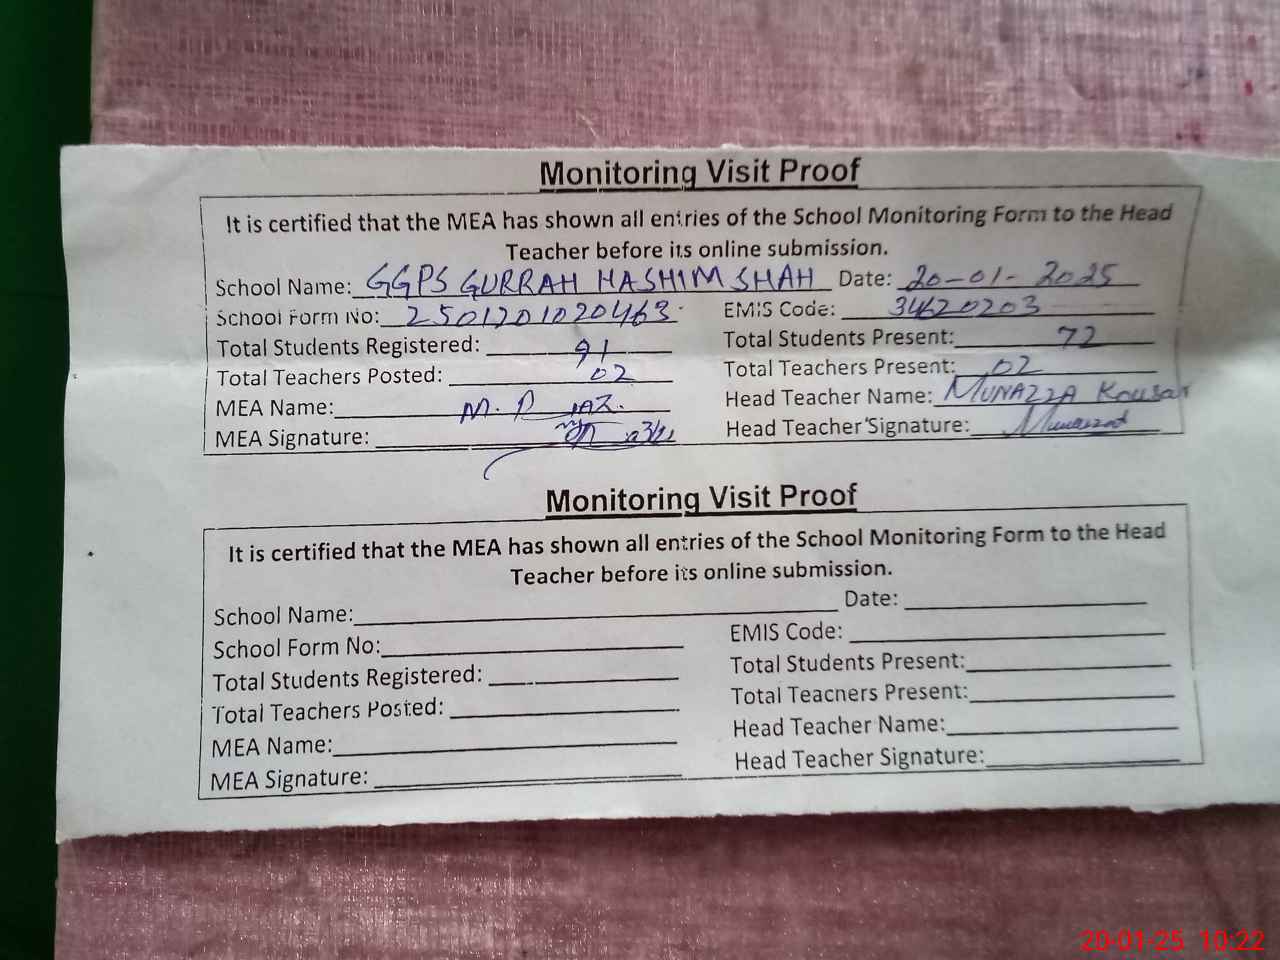 Monitoring Visit Proof
It is certified that the MEA has shown all entries of the School Monitoring Form to the Head
Teacher before its online submission.
School Name: GGPS GURRAH HASHIM SHAH Date: 20-01-2025
School Form No: 2501201020463 EMIS Code: 34620203
Total Students Registered: 91 Total Students Present: 72
Total Teachers Posted: 02 Total Teachers Present: 02
MEA Name: M. Head Teacher Name: MUNAZZA Kousar
MEA Signature: Head Teacher Signature:
Monitoring Visit Proof
It is certified that the MEA has shown all entries of the School Monitoring Form to the Head
Teacher before its online submission.
School Name: Date:
School Form No: EMIS Code:
Total Students Registered: Total Students Present:
Total Teachers Posted: Total Teachers Present:
MEA Name: Head Teacher Name:
MEA Signature: Head Teacher Signature:
20-01-25 10:22